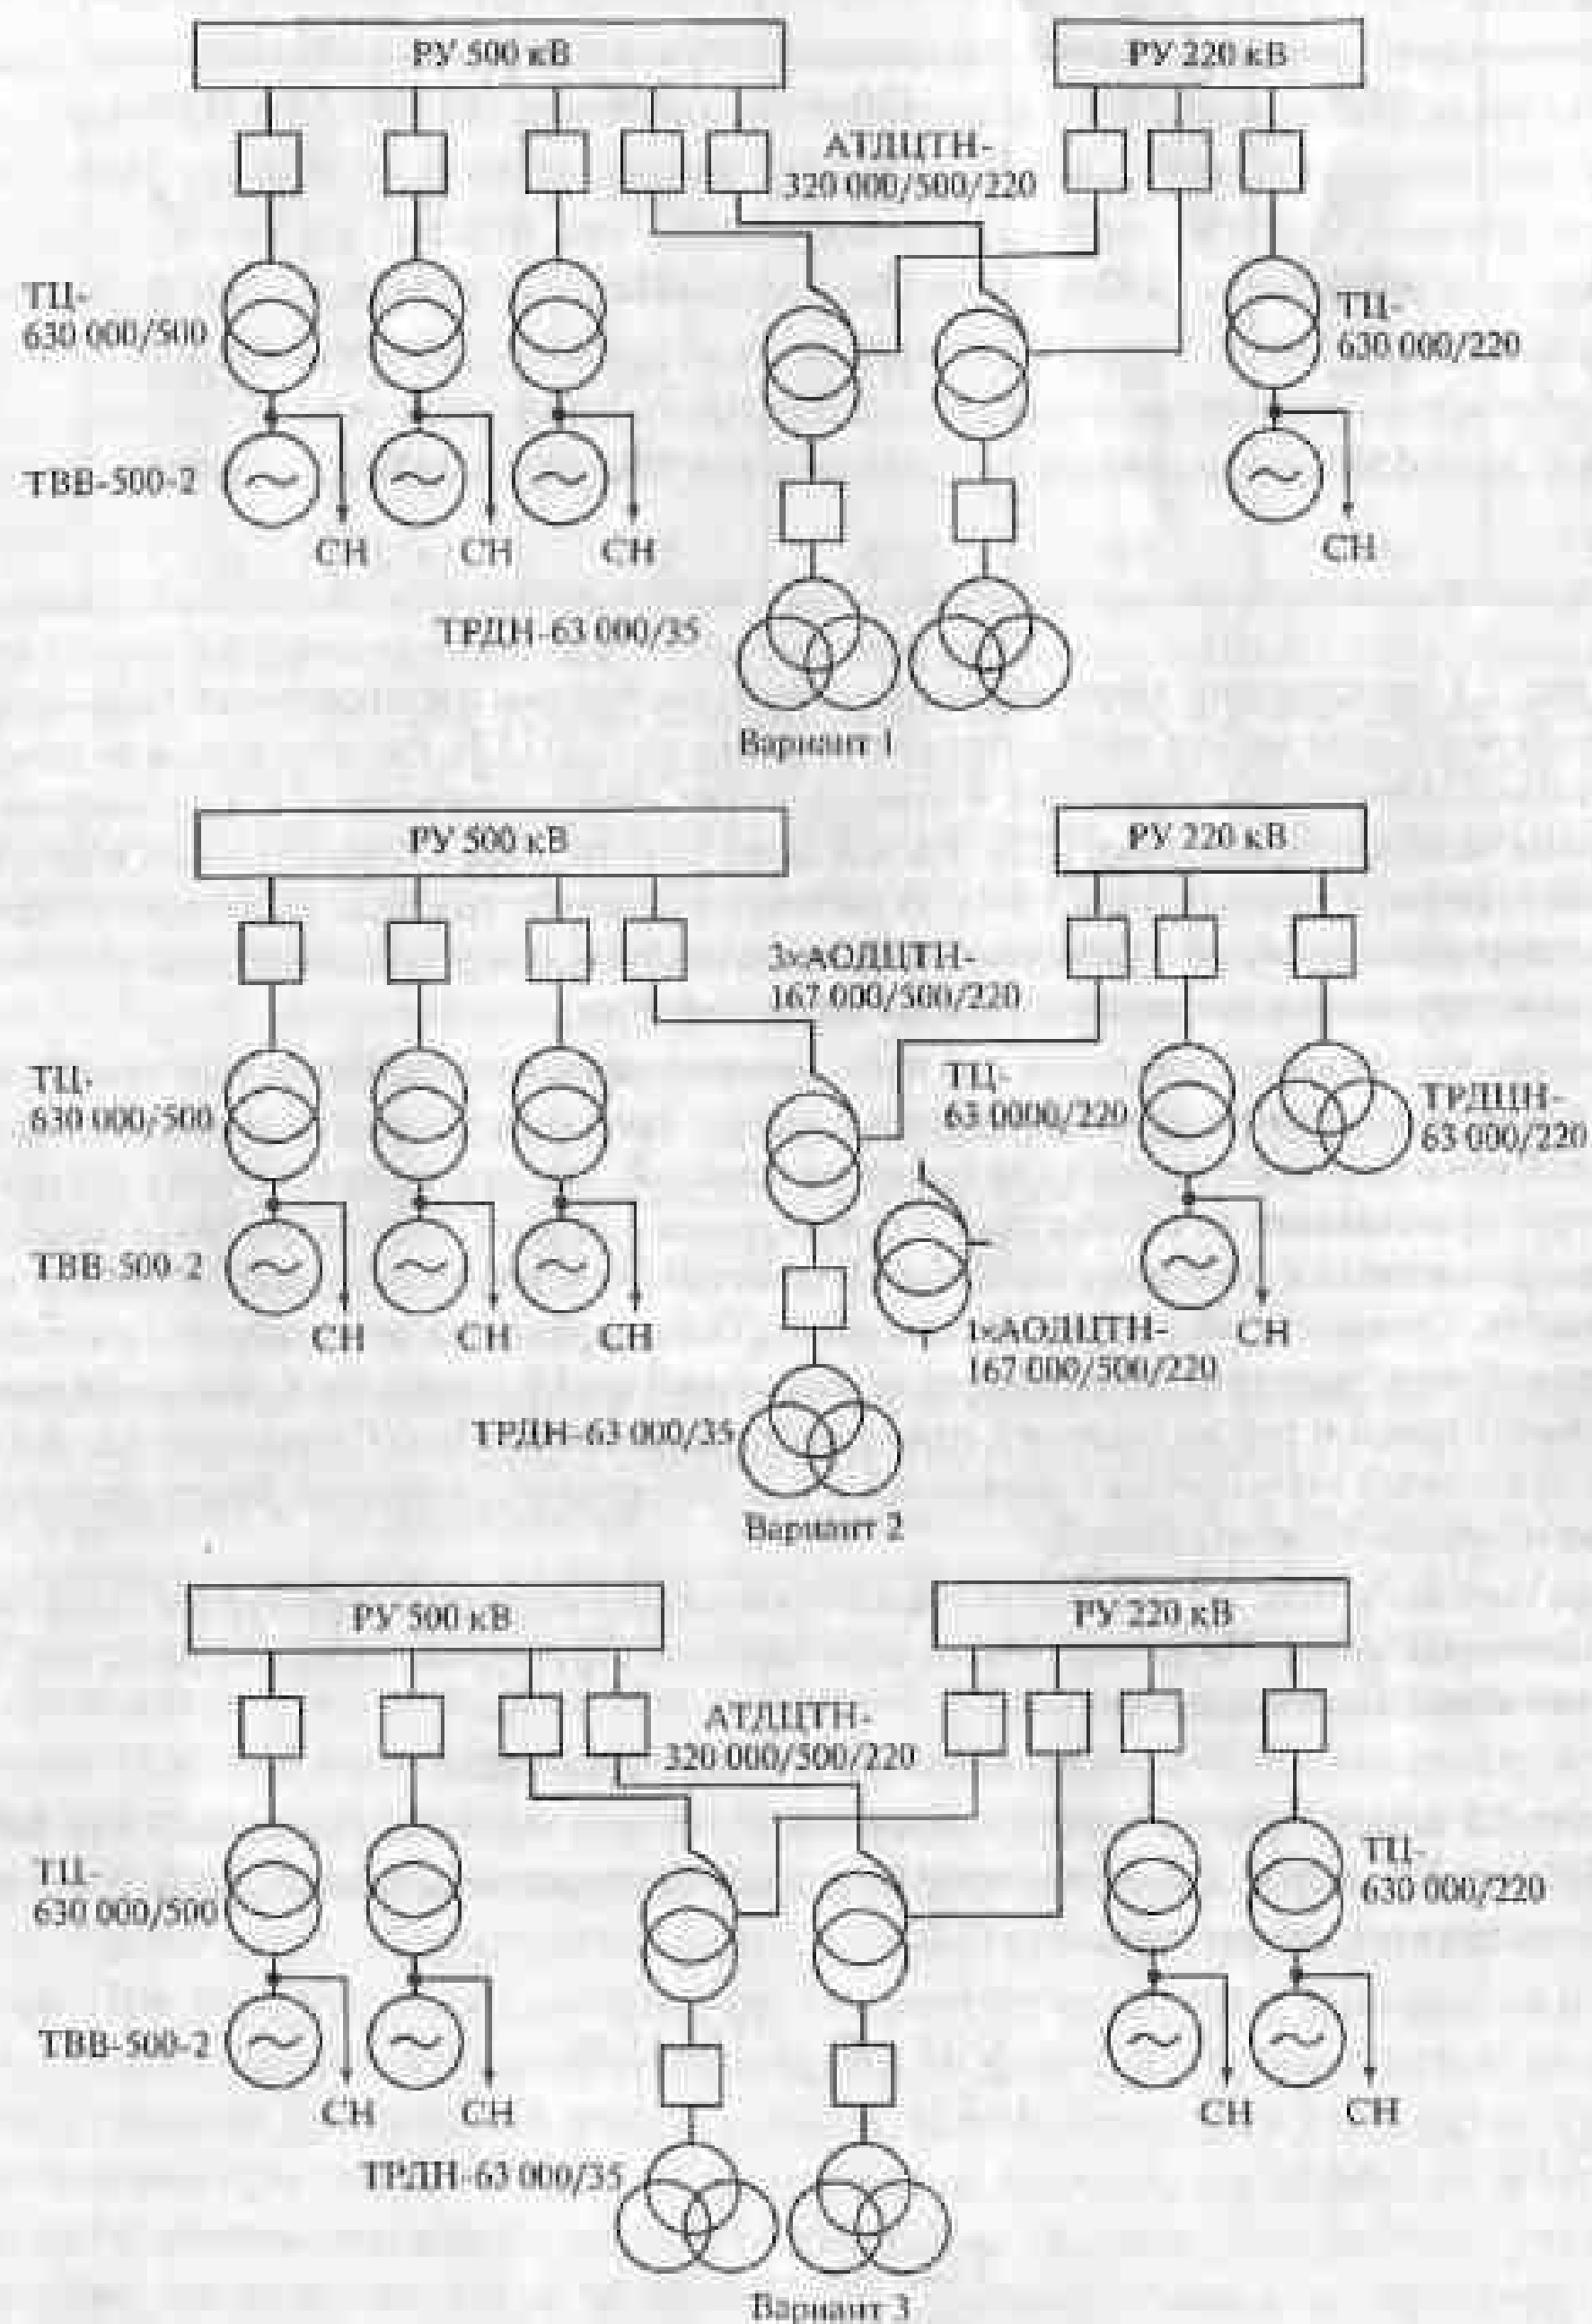 РУ 500 кВ
РУ 220 кВ
АТДЦТН-
320 000/500/220
ТЦ-
630 000/500
ТЦ-
630 000/220
ТВВ-500-2
СН
СН
СН
СН
ТРДН-63 000/35
Вариант 1
РУ 500 кВ
РУ 220 кВ
3×АОДЦТН-
167 000/500/220
ТЦ-
630 000/500
ТЦ-
63 0000/220
ТРДЦН-
63 000/220
ТВВ-500-2
СН
СН
СН
1×АОДЦТН-
167 000/500/220
СН
ТРДН-63 000/35
Вариант 2
РУ 500 кВ
РУ 220 кВ
АТДЦТН-
320 000/500/220
ТЦ-
630 000/500
ТЦ-
630 000/220
ТВВ-500-2
СН
СН
СН
СН
ТРДН-63 000/35
Вариант 3